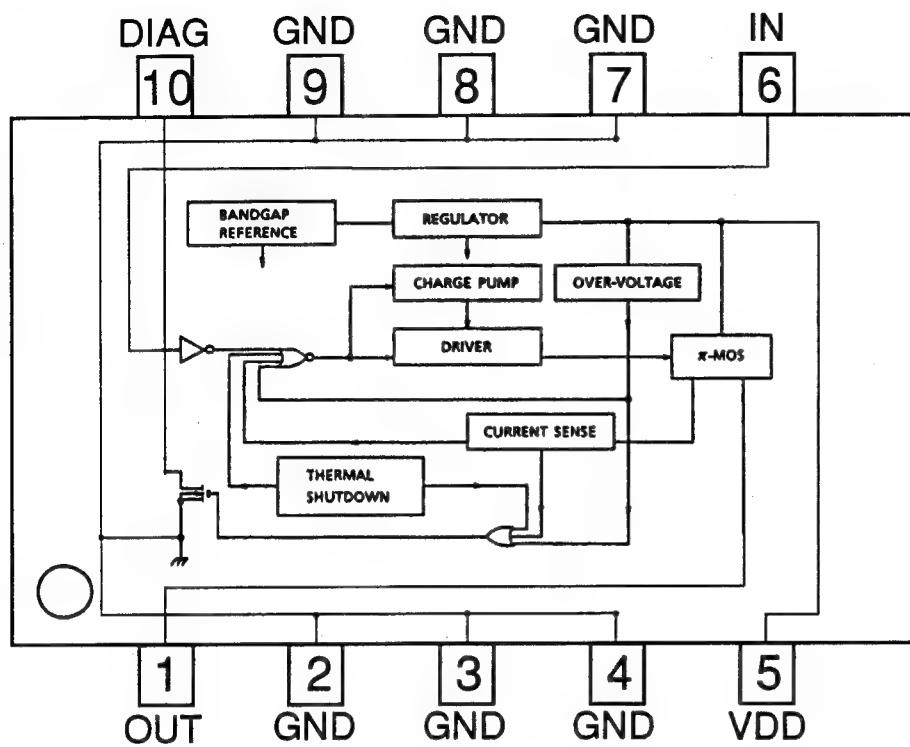 DIAG GND GND GND IN
10 9 8 7 6
BANDGAP
REFERENCE
REGULATOR
CHARGE PUMP
OVER-VOLTAGE
DRIVER
π-MOS
CURRENT SENSE
THERMAL
SHUTDOWN
1 2 3 4 5
OUT GND GND GND VDD